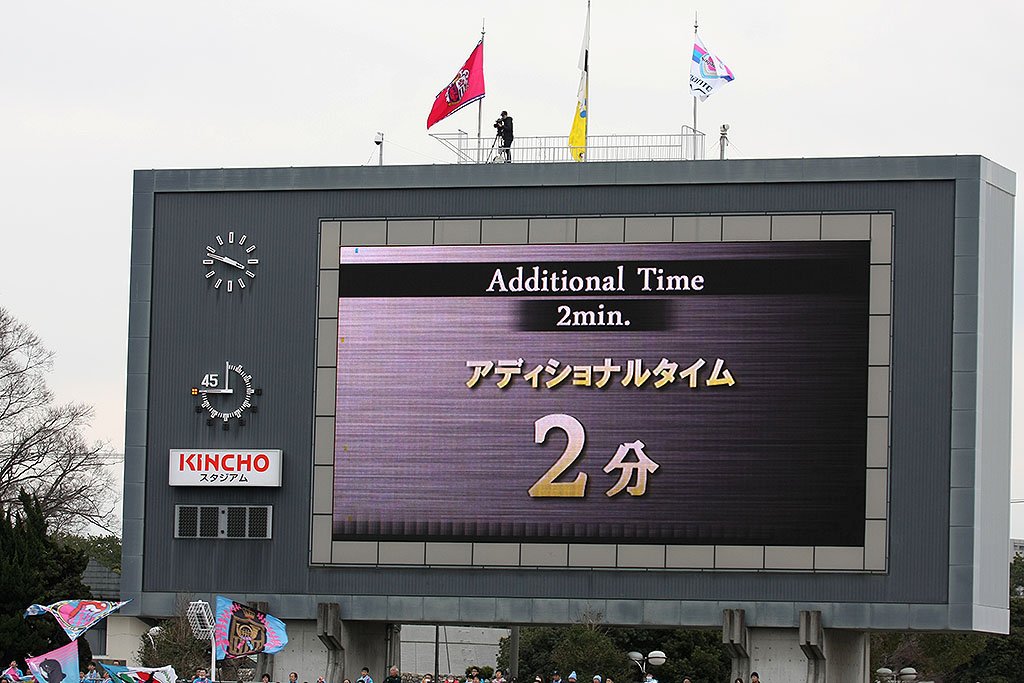 Additional Time
2min.
アディショナルタイム
2分
45
KINCHO
スタジアム